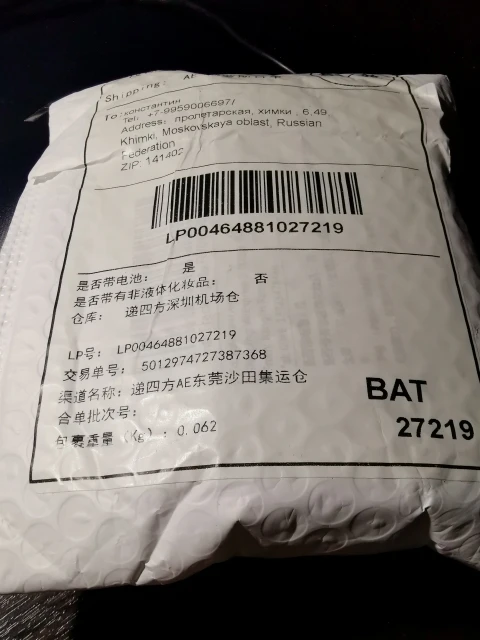 Shipping:
To: константин
Tel: +7-9959006697/
Address: пролетарская, химки , 6,49
Khimki, Moskovskaya oblast, Russian
Federation
ZIP: 141402
LP00464881027219
是否带电池: 是
是否带有非液体化妆品: 否
仓库: 递四方深圳机场仓
LP号: LP00464881027219
交易单号: 5012974727387368
渠道名称: 递四方AE东莞沙田集运仓
合单批次号:
包裹重量 (Kg) : 0.062
BAT
27219